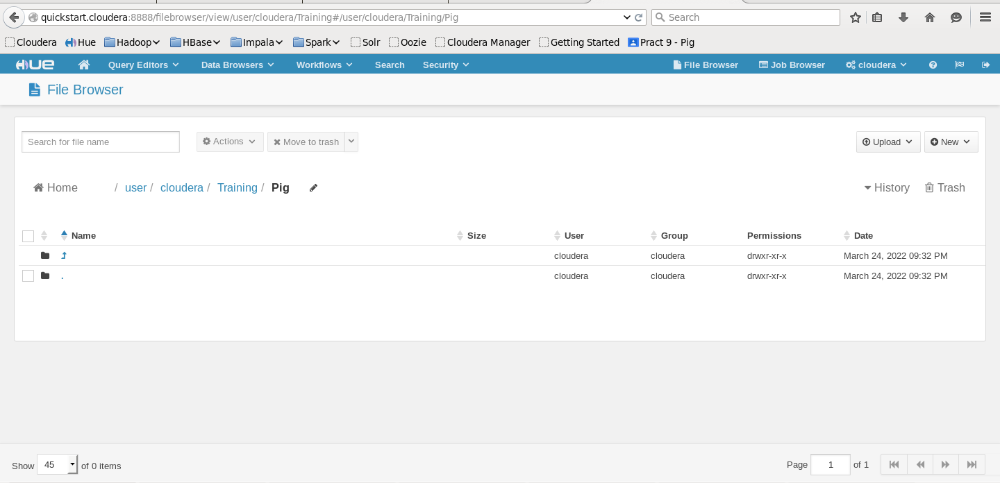 quickstart.cloudera:8888/filebrowser/view/user/cloudera/Training#/user/cloudera/Training/Pig Search
Cloudera Hue Hadoop HBase Impala Spark Solr Oozie Cloudera Manager Getting Started Pract 9 - Pig
HUE Query Editors Data Browsers Workflows Search Security File Browser Job Browser cloudera
File Browser
Search for file name Actions Move to trash Upload New
Home / user / cloudera / Training / Pig History Trash
Name Size User Group Permissions Date
cloudera cloudera drwxr-xr-x March 24, 2022 09:32 PM
. cloudera cloudera drwxr-xr-x March 24, 2022 09:32 PM
Show 45 of 0 items Page 1 of 1